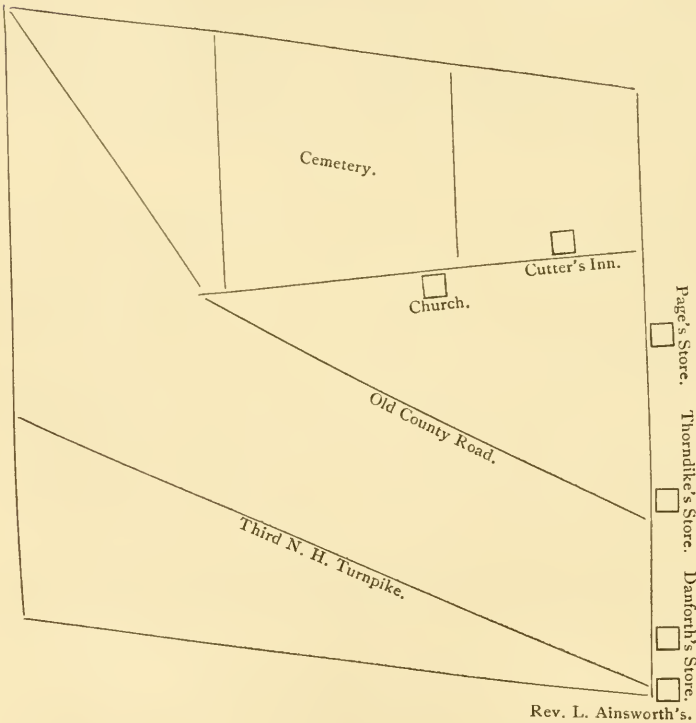 Cemetery.
Cutter's Inn.
Church.
Page's Store.
Old County Road.
Thorndike's Store.
Third N. H. Turnpike.
Danforth's Store.
Rev. L. Ainsworth's.